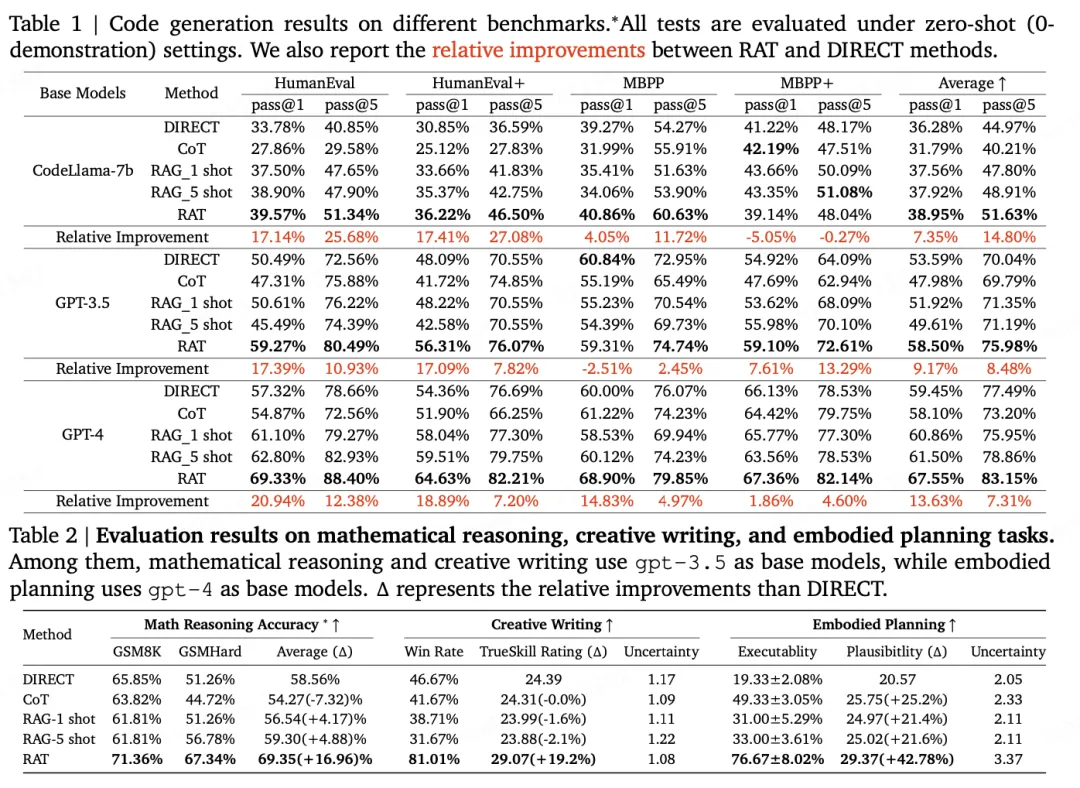 Table 1 | Code generation results on different benchmarks.*All tests are evaluated under zero-shot (0-
demonstration) settings. We also report the relative improvements between RAT and DIRECT methods.
Base Models Method HumanEval HumanEval+ MBPP MBPP+ Average ↑
pass@1 pass@5 pass@1 pass@5 pass@1 pass@5 pass@1 pass@5 pass@1 pass@5
DIRECT 33.78% 40.85% 30.85% 36.59% 39.27% 54.27% 41.22% 48.17% 36.28% 44.97%
CoT 27.86% 29.58% 25.12% 27.83% 31.99% 55.91% 42.19% 47.51% 31.79% 40.21%
CodeLlama-7b RAG_1 shot 37.50% 47.65% 33.66% 41.83% 35.41% 51.63% 43.66% 50.09% 37.56% 47.80%
RAG_5 shot 38.90% 47.90% 35.37% 42.75% 34.06% 53.90% 43.35% 51.08% 37.92% 48.91%
RAT 39.57% 51.34% 36.22% 46.50% 40.86% 60.63% 39.14% 48.04% 38.95% 51.63%
Relative Improvement 17.14% 25.68% 17.41% 27.08% 4.05% 11.72% -5.05% -0.27% 7.35% 14.80%
DIRECT 50.49% 72.56% 48.09% 70.55% 60.84% 72.95% 54.92% 64.09% 53.59% 70.04%
CoT 47.31% 75.88% 41.72% 74.85% 55.19% 65.49% 47.69% 62.94% 47.98% 69.79%
GPT-3.5 RAG_1 shot 50.61% 76.22% 48.22% 70.55% 55.23% 70.54% 53.62% 68.09% 51.92% 71.35%
RAG_5 shot 45.49% 74.39% 42.58% 70.55% 54.39% 69.73% 55.98% 70.10% 49.61% 71.19%
RAT 59.27% 80.49% 56.31% 76.07% 59.31% 74.74% 59.10% 72.61% 58.50% 75.98%
Relative Improvement 17.39% 10.93% 17.09% 7.82% -2.51% 2.45% 7.61% 13.29% 9.17% 8.48%
DIRECT 57.32% 78.66% 54.36% 76.69% 60.00% 76.07% 66.13% 78.53% 59.45% 77.49%
CoT 54.87% 72.56% 51.90% 66.25% 61.22% 74.23% 64.42% 79.75% 58.10% 73.20%
GPT-4 RAG_1 shot 61.10% 79.27% 58.04% 77.30% 58.53% 69.94% 65.77% 77.30% 60.86% 75.95%
RAG_5 shot 62.80% 82.93% 59.51% 79.75% 60.12% 74.23% 63.56% 78.53% 61.50% 78.86%
RAT 69.33% 88.40% 64.63% 82.21% 68.90% 79.85% 67.36% 82.14% 67.55% 83.15%
Relative Improvement 20.94% 12.38% 18.89% 7.20% 14.83% 4.97% 1.86% 4.60% 13.63% 7.31%
Table 2 | Evaluation results on mathematical reasoning, creative writing, and embodied planning tasks.
Among them, mathematical reasoning and creative writing use gpt-3.5 as base models, while embodied
planning uses gpt-4 as base models. Δ represents the relative improvements than DIRECT.
Method Math Reasoning Accuracy * ↑ Creative Writing ↑ Embodied Planning ↑
GSM8K GSMHard Average (Δ) Win Rate TrueSkill Rating (Δ) Uncertainty Executablity Plausibitlity (Δ) Uncertainty
DIRECT 65.85% 51.26% 58.56% 46.67% 24.39 1.17 19.33±2.08% 20.57 2.05
CoT 63.82% 44.72% 54.27(-7.32)% 41.67% 24.31(-0.0%) 1.09 49.33±3.05% 25.75(+25.2%) 2.33
RAG-1 shot 61.81% 51.26% 56.54(+4.17)% 38.71% 23.99(-1.6%) 1.11 31.00±5.29% 24.97(+21.4%) 2.11
RAG-5 shot 61.81% 56.78% 59.30(+4.88)% 31.67% 23.88(-2.1%) 1.22 33.00±3.61% 25.02(+21.6%) 2.11
RAT 71.36% 67.34% 69.35(+16.96)% 81.01% 29.07(+19.2%) 1.08 76.67±8.02% 29.37(+42.78%) 3.37